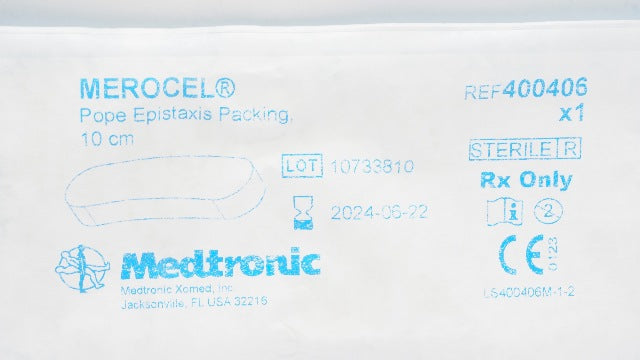 MEROCEL®
Pope Epistaxis Packing,
10 cm
REF400406
x1
LOT 10733810
2024-06-22
STERILE R
Rx Only
i
2
CE 0123
Medtronic
Medtronic Xomed, Inc.
Jacksonville, FL USA 32216
LS400406M-1-2